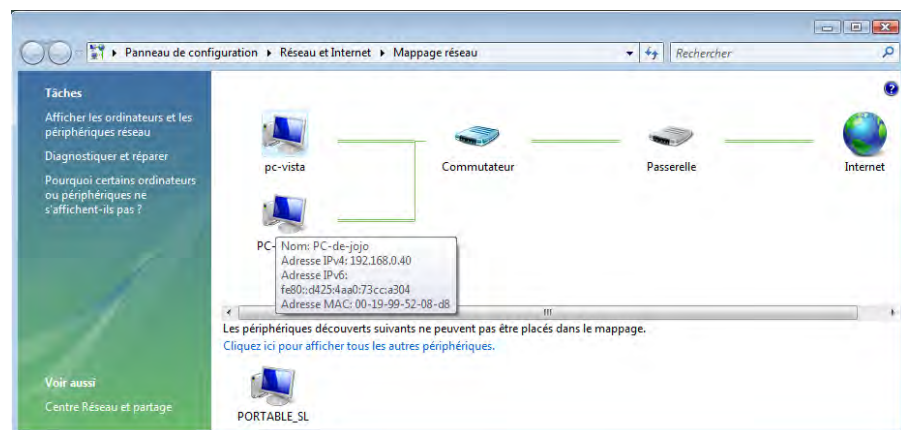 Panneau de configuration ▸ Réseau et Internet ▸ Mappage réseau
Rechercher
Tâches
Afficher les ordinateurs et les
périphériques réseau
Diagnostiquer et réparer
Pourquoi certains ordinateurs
ou périphériques ne
s'affichent-ils pas ?
pc-vista
Commutateur
Passerelle
Internet
PC-
Nom: PC-de-jojo
Adresse IPv4: 192.168.0.40
Adresse IPv6:
fe80::d425:4aa0:73cc:a304
Adresse MAC: 00-19-99-52-08-d8
Les périphériques découverts suivants ne peuvent pas être placés dans le mappage.
Cliquez ici pour afficher tous les autres périphériques.
PORTABLE_SL
Voir aussi
Centre Réseau et partage